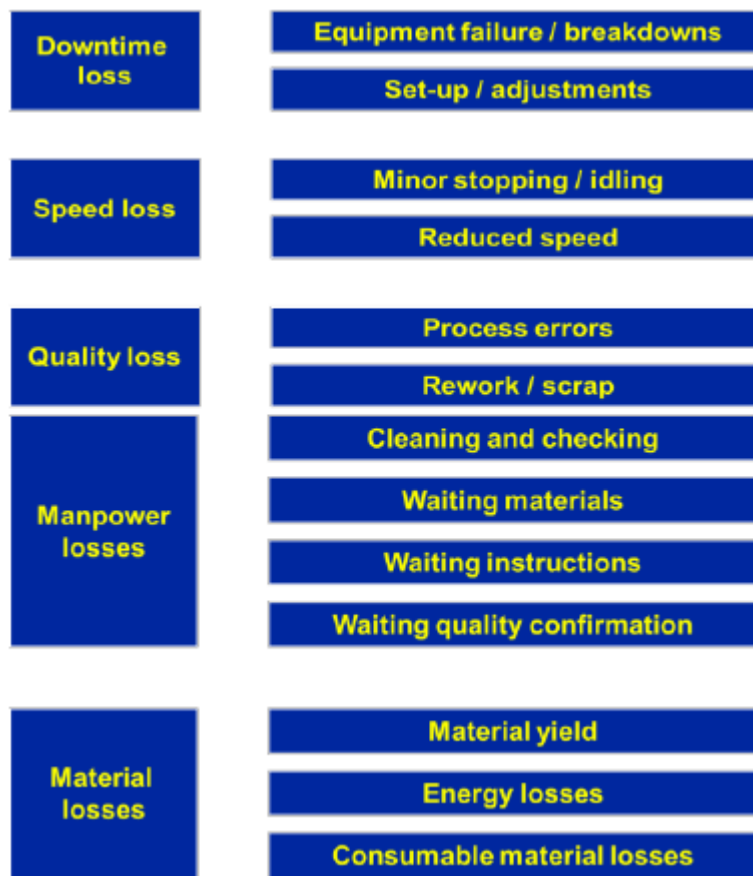 Downtime
loss
Equipment failure / breakdowns
Set-up / adjustments
Speed loss
Minor stopping / idling
Reduced speed
Quality loss
Process errors
Rework / scrap
Manpower
losses
Cleaning and checking
Waiting materials
Waiting instructions
Waiting quality confirmation
Material
losses
Material yield
Energy losses
Consumable material losses